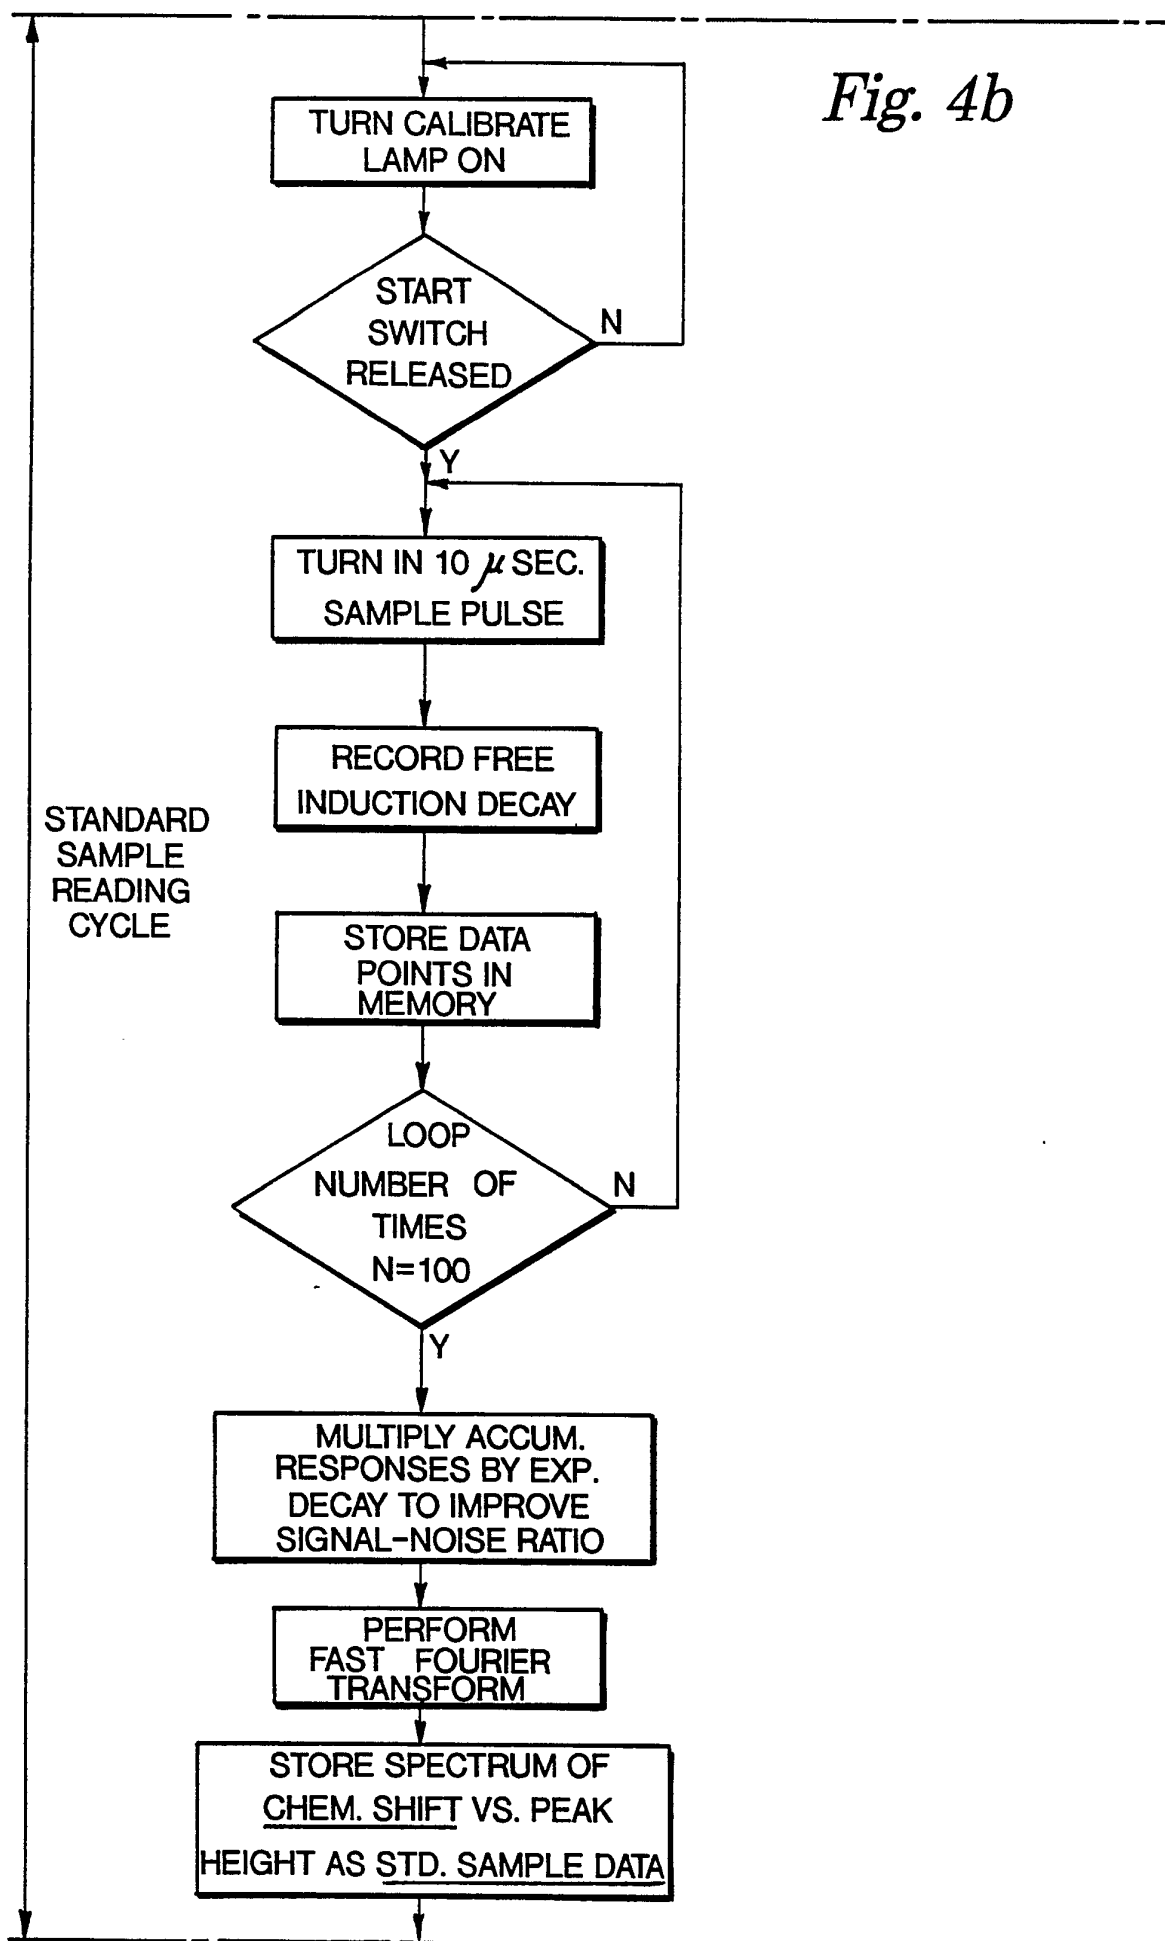 Fig. 4b
TURN CALIBRATE
LAMP ON
START
SWITCH
RELEASED
N
Y
TURN IN 10 μ SEC.
SAMPLE PULSE
RECORD FREE
INDUCTION DECAY
STANDARD
SAMPLE
READING
CYCLE
STORE DATA
POINTS IN
MEMORY
LOOP
NUMBER OF
TIMES
N=100
N
Y
MULTIPLY ACCUM.
RESPONSES BY EXP.
DECAY TO IMPROVE
SIGNAL-NOISE RATIO
PERFORM
FAST FOURIER
TRANSFORM
STORE SPECTRUM OF
CHEM. SHIFT VS. PEAK
HEIGHT AS STD. SAMPLE DATA